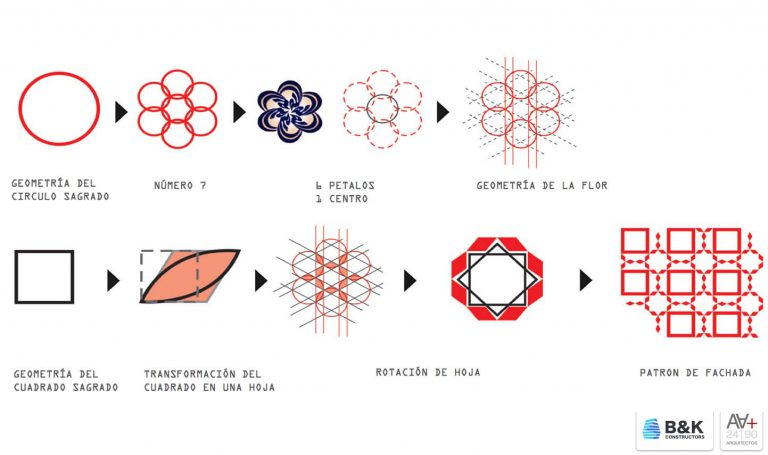 GEOMETRÍA DEL
CIRCULO SAGRADO
NÚMERO 7
6 PETALOS
1 CENTRO
GEOMETRÍA DE LA FLOR
GEOMETRÍA DEL
CUADRADO SAGRADO
TRANSFORMACIÓN DEL
CUADRADO EN UNA HOJA
ROTACIÓN DE HOJA
PATRON DE FACHADA
B&K
CONSTRUCTORS
AA+
24|90
ARQUITECTOS